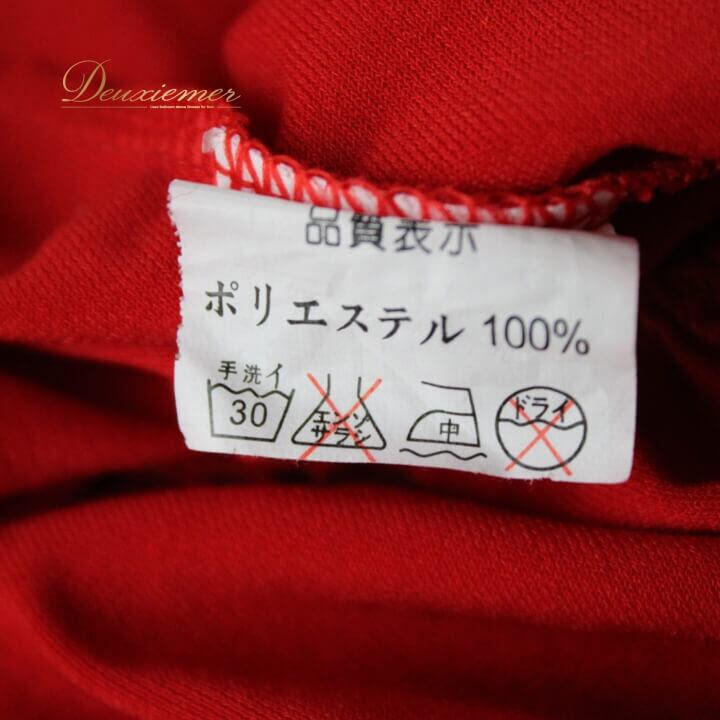 Deuxiemer
品質表示
ポリエステル 100%
手洗イ
30
エンソ
サラシ
中
ドライ